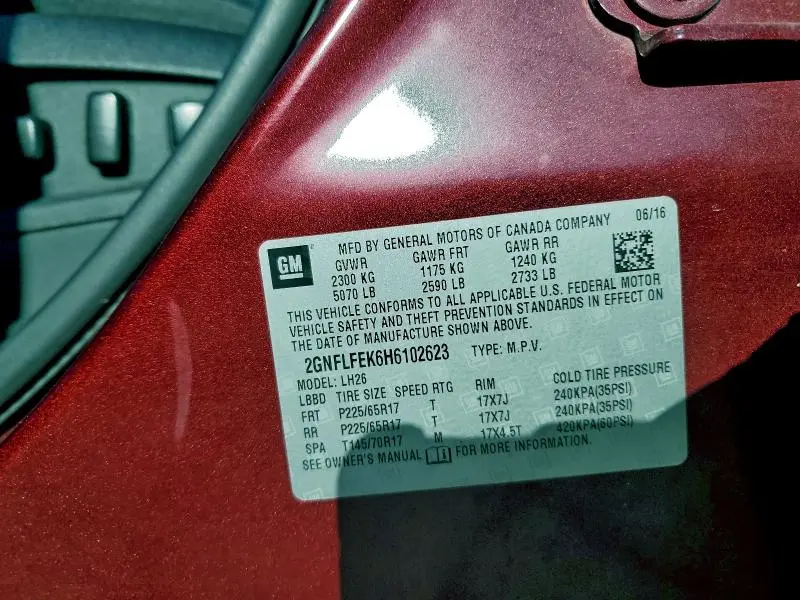 GM
MFD BY GENERAL MOTORS OF CANADA COMPANY 06/16
GVWR GAWR FRT GAWR RR
2300 KG 1175 KG 1240 KG
5070 LB 2590 LB 2733 LB
THIS VEHICLE CONFORMS TO ALL APPLICABLE U.S. FEDERAL MOTOR
VEHICLE SAFETY AND THEFT PREVENTION STANDARDS IN EFFECT ON
THE DATE OF MANUFACTURE SHOWN ABOVE.
2GNFLFEK6H6102623 TYPE: M.P.V.
MODEL: LH26
LBBD TIRE SIZE SPEED RTG RIM COLD TIRE PRESSURE
FRT P225/65R17 T 17X7J 240KPA(35PSI)
RR P225/65R17 T 17X7J 240KPA(35PSI)
SPA T145/70R17 M 17X4.5T 420KPA(60PSI)
SEE OWNER'S MANUAL FOR MORE INFORMATION.